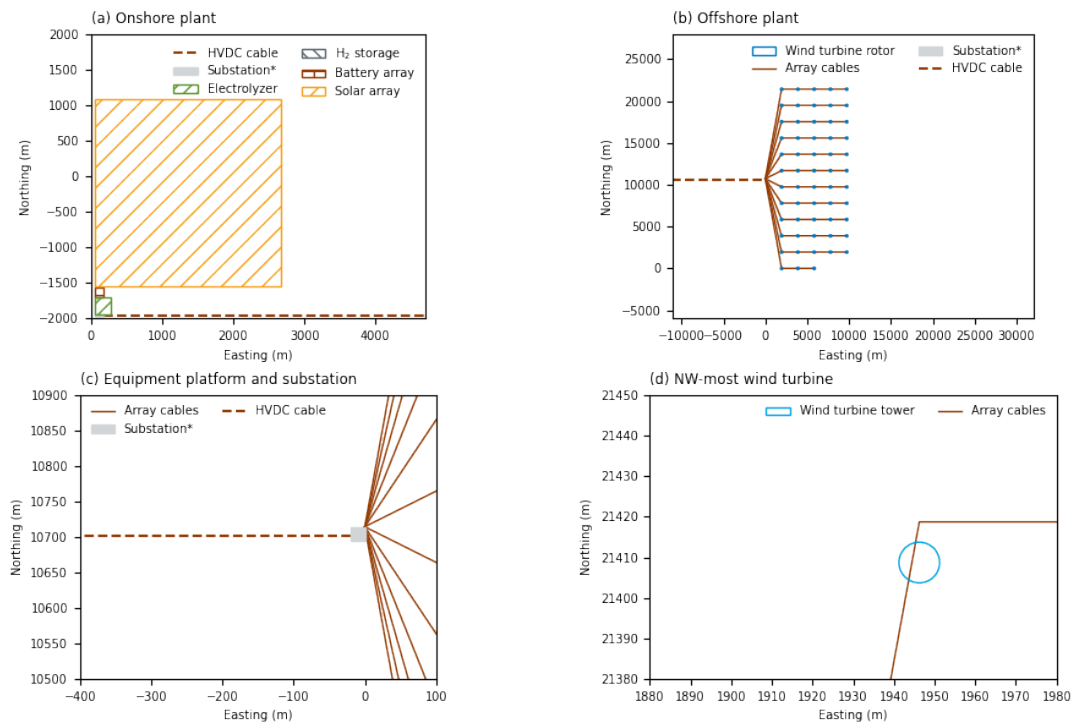 (a) Onshore plant
2000
1500
1000
500
0
−500
−1000
−1500
−2000
Northing (m)
HVDC cable
Substation*
Electrolyzer
H₂ storage
Battery array
Solar array
0 1000 2000 3000 4000
Easting (m)
(b) Offshore plant
25000
20000
15000
10000
5000
0
−5000
Northing (m)
Wind turbine rotor
Array cables
Substation*
HVDC cable
−10000 −5000 0 5000 10000 15000 20000 25000 30000
Easting (m)
(c) Equipment platform and substation
10900
10850
10800
10750
10700
10650
10600
10550
10500
Northing (m)
Array cables
Substation*
HVDC cable
−400 −300 −200 −100 0 100
Easting (m)
(d) NW-most wind turbine
21450
21440
21430
21420
21410
21400
21390
21380
Northing (m)
Wind turbine tower
Array cables
1880 1890 1900 1910 1920 1930 1940 1950 1960 1970 1980
Easting (m)